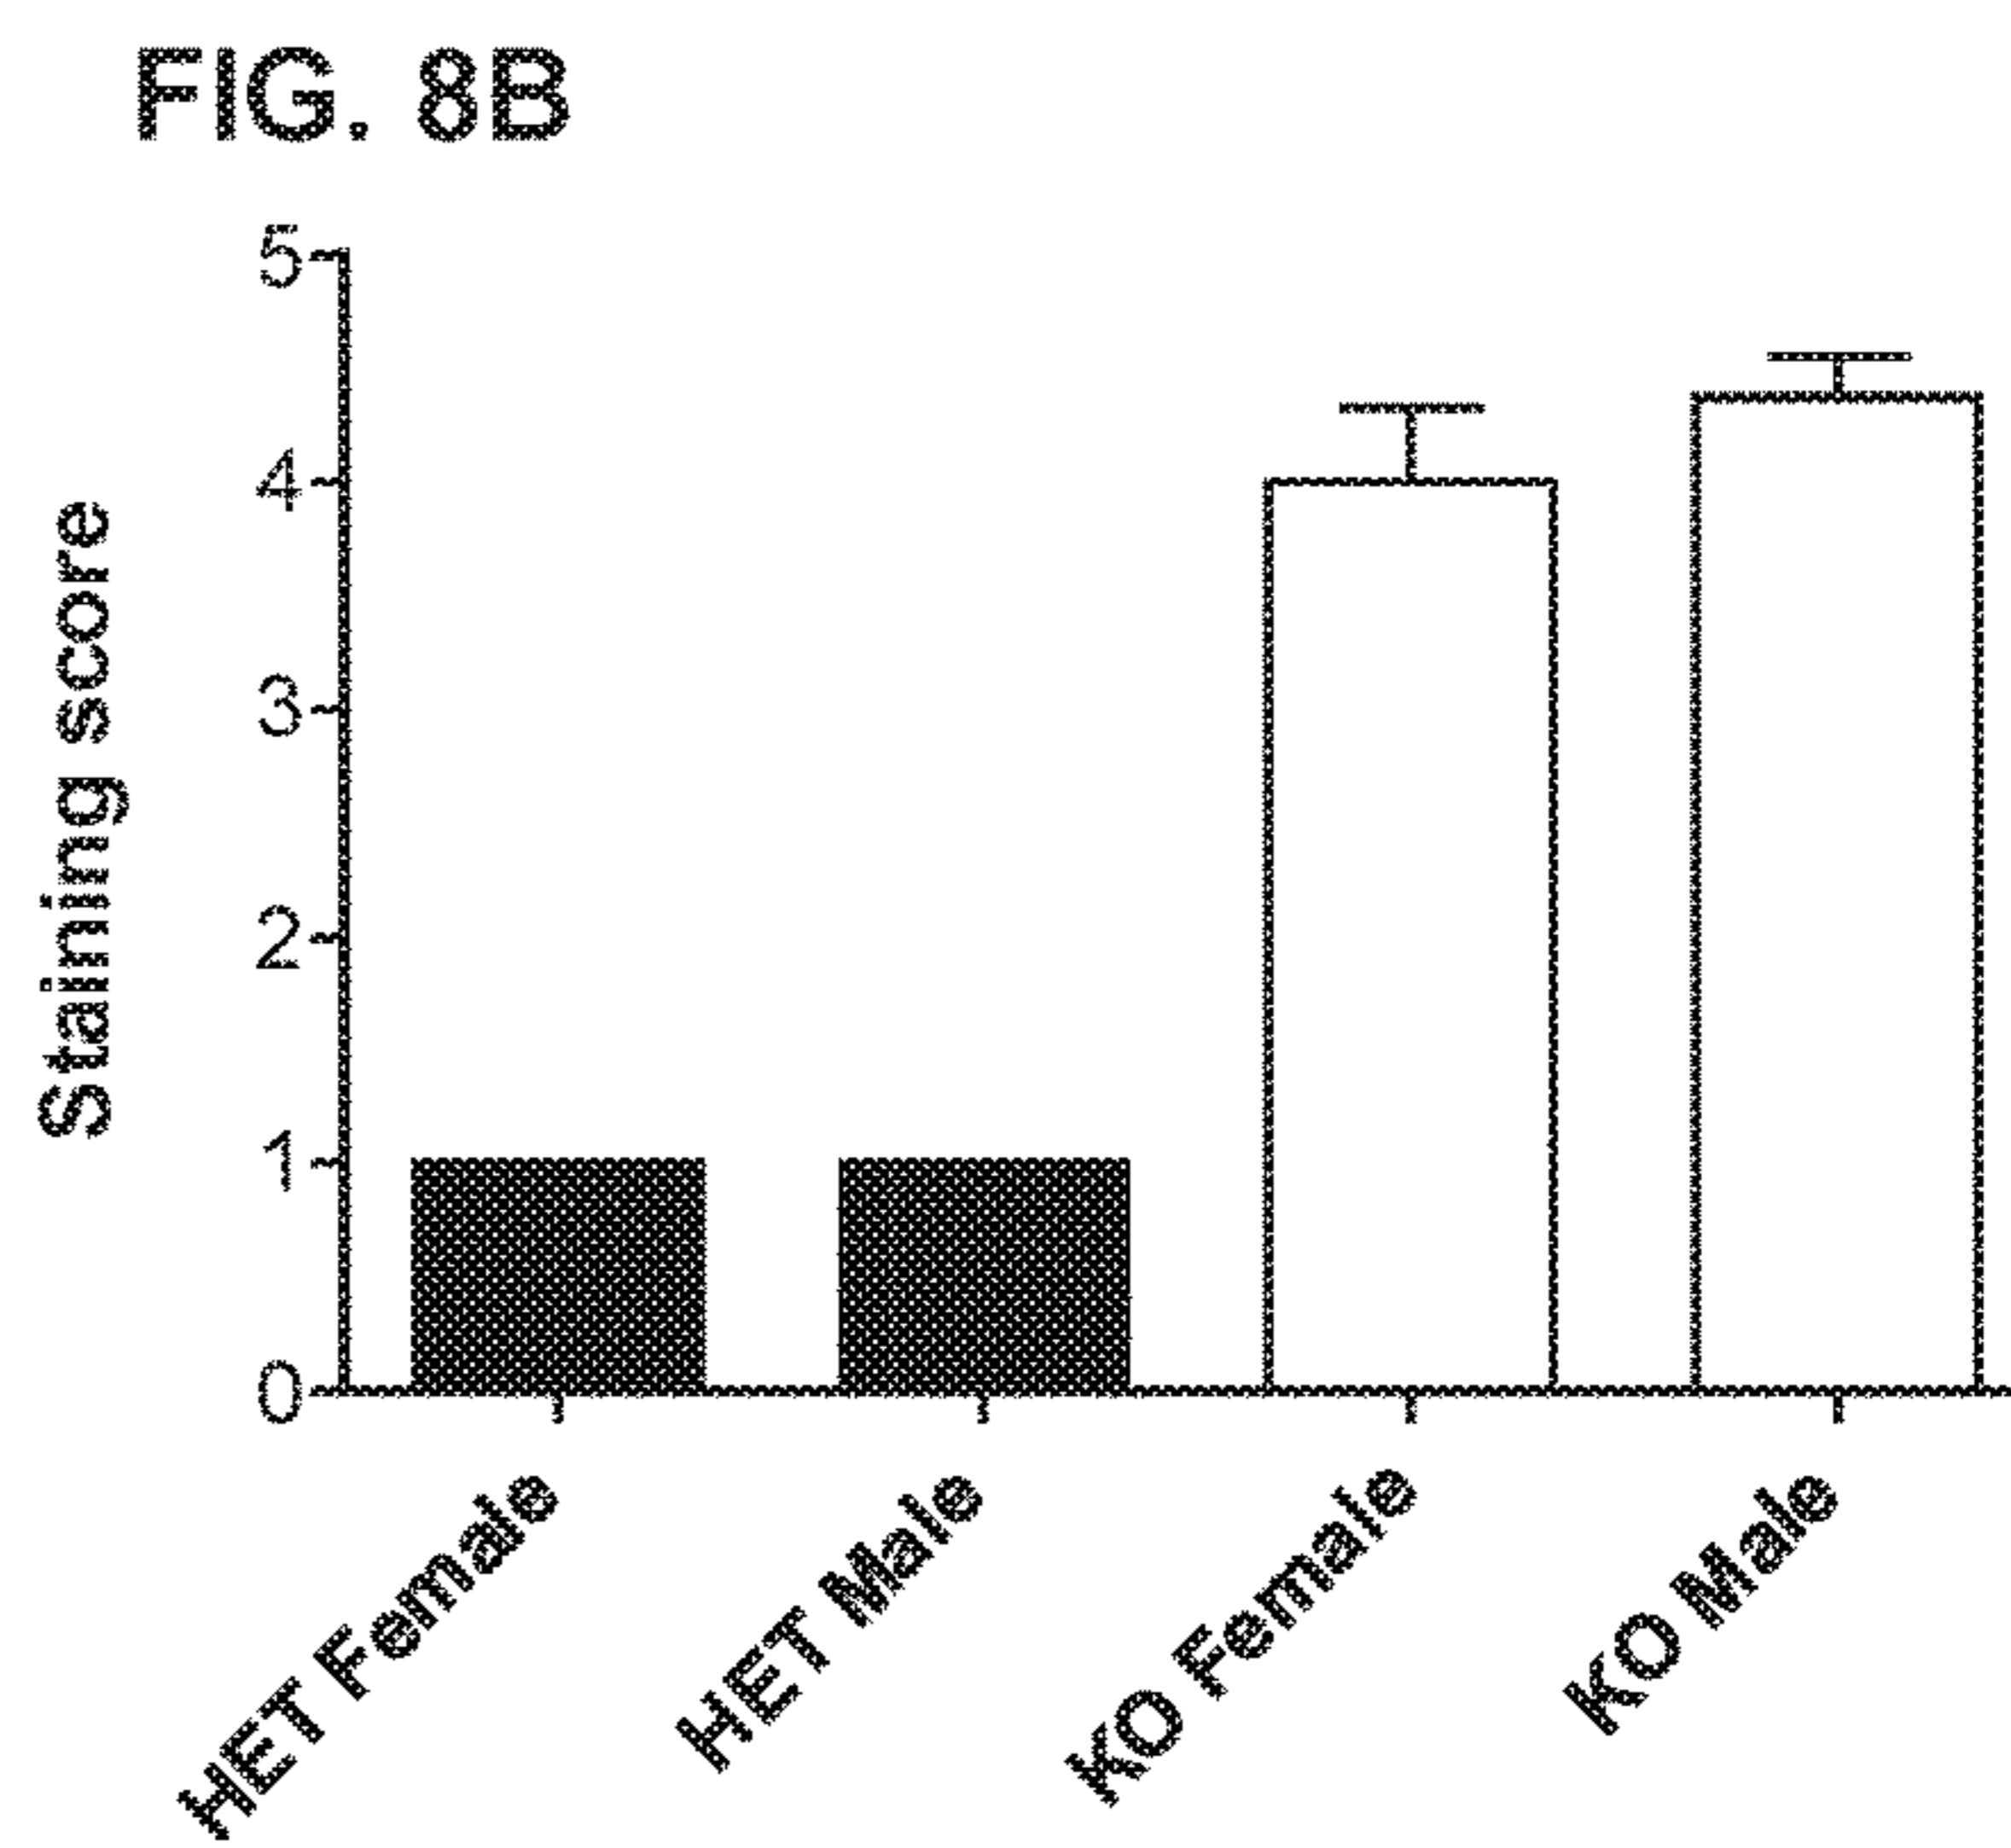 FIG. 8B
Staining score
5
4
3
2
1
0
HET Female
HET Male
KO Female
KO Male